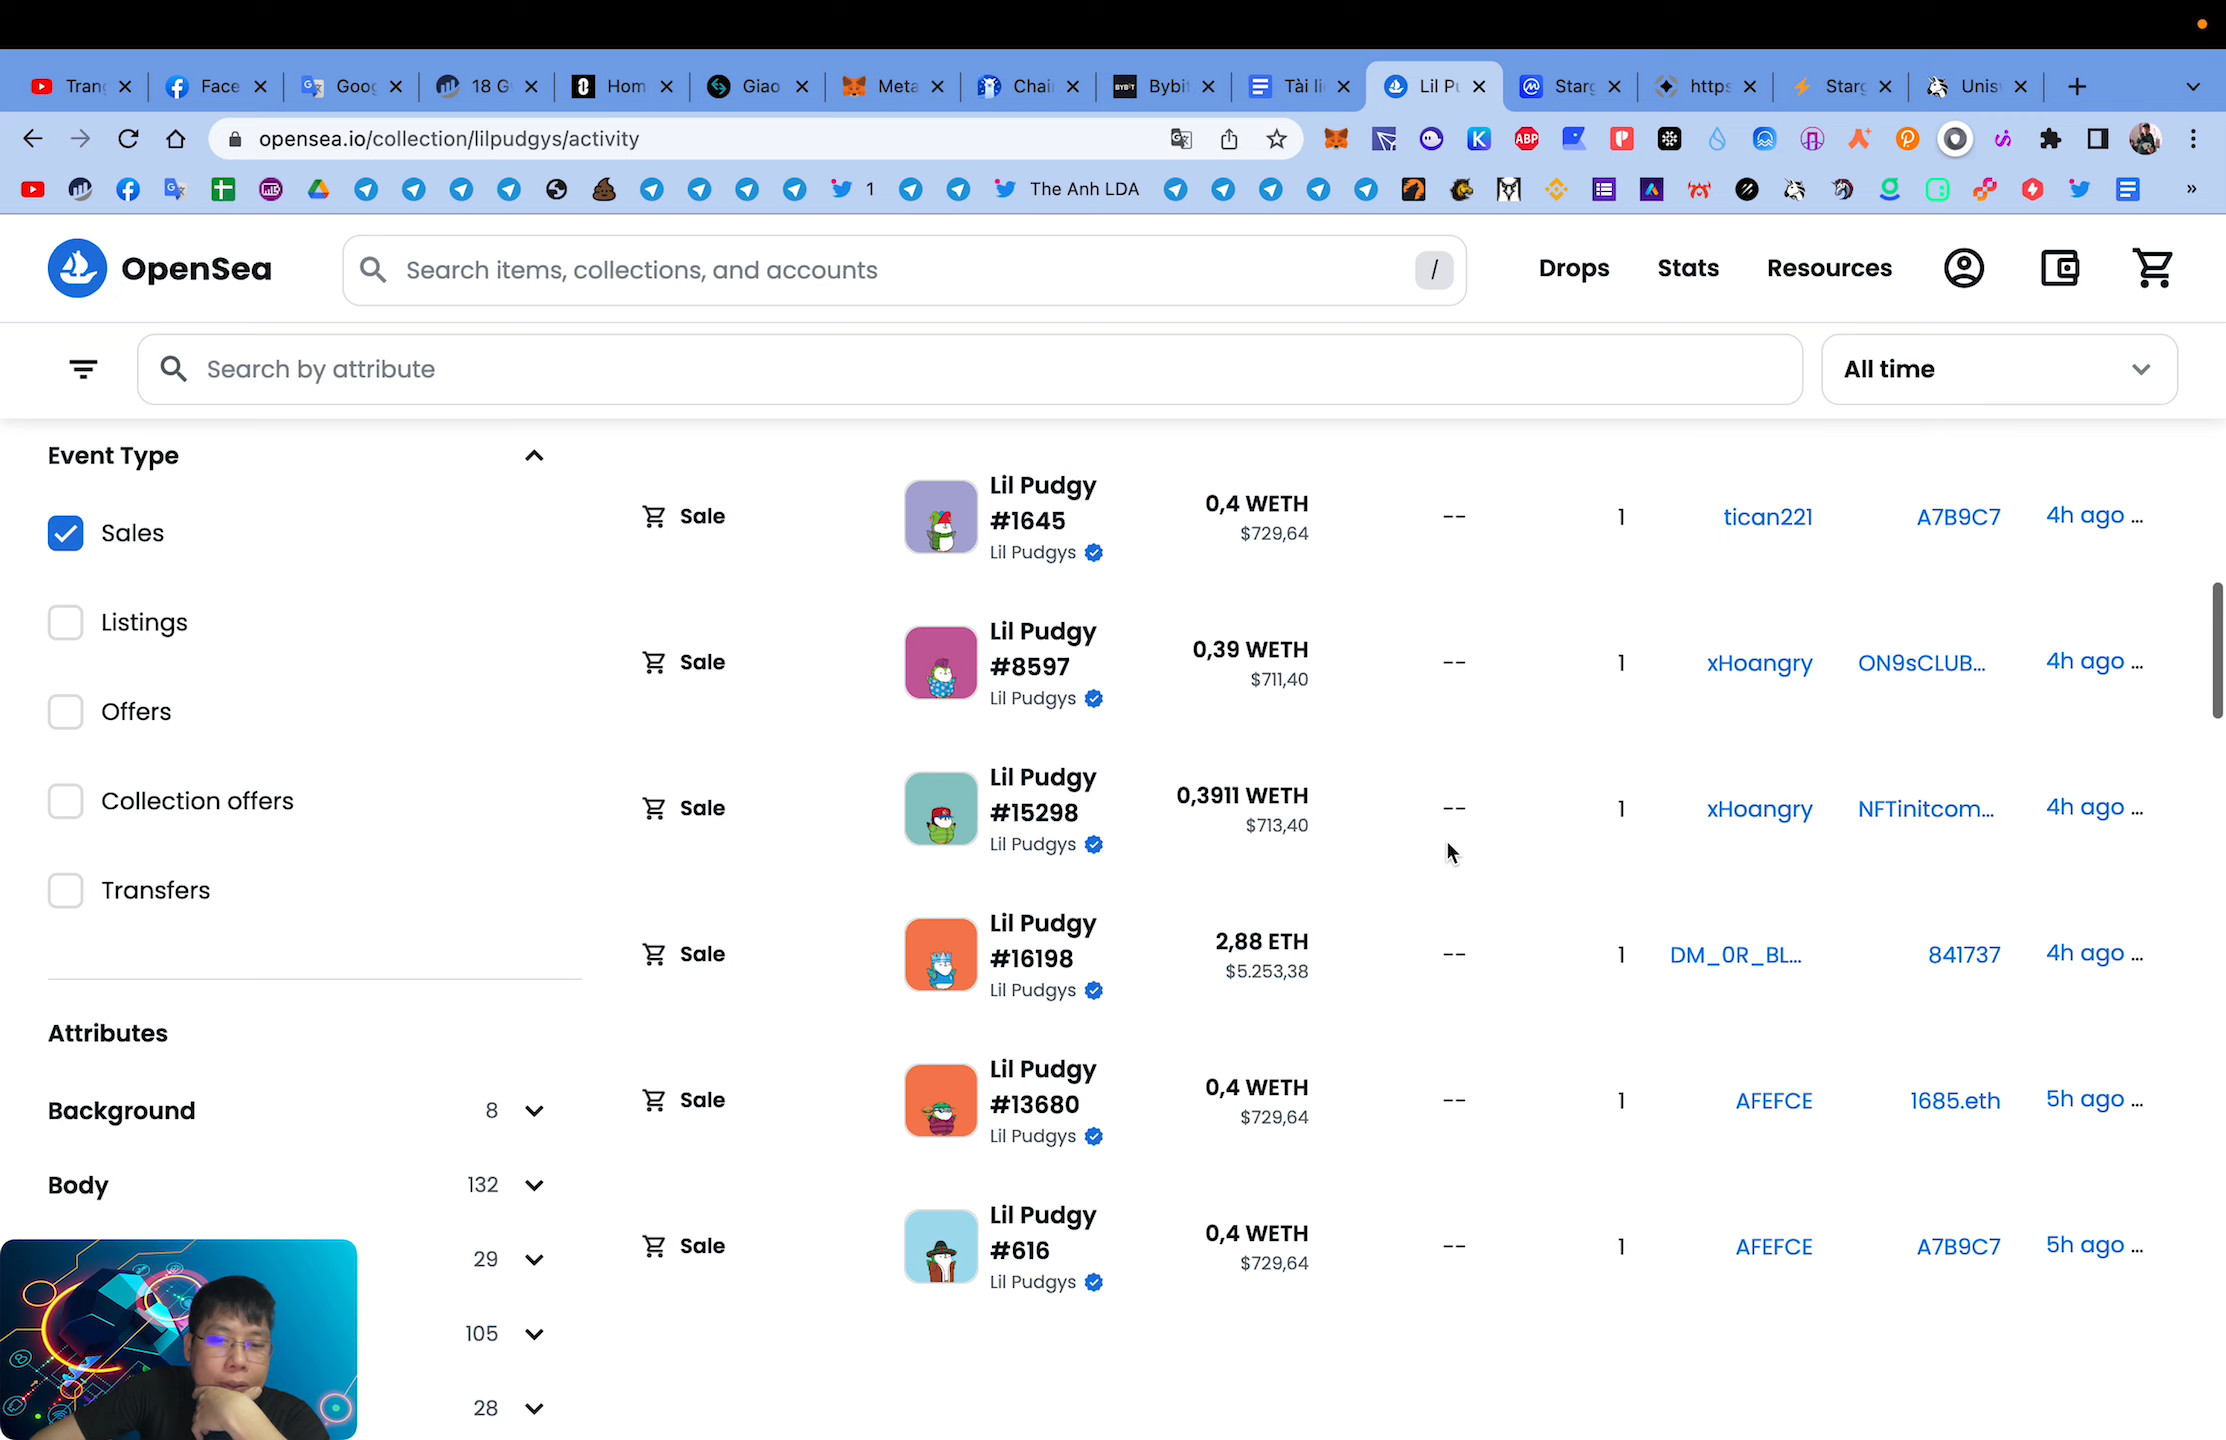 Tran
Face
Goog
18 G
Hom
Giao
Meta
Chai
BYBIT
Bybi
Tài li
Lil Pu
Starg
https
Starg
Unis
opensea.io/collection/lilpudgys/activity
ABP
1
The Anh LDA
»
OpenSea
Search items, collections, and accounts
/
Drops
Stats
Resources
Search by attribute
All time
Event Type
Sales
Listings
Offers
Collection offers
Transfers
Attributes
Background 8
Body 132
29
105
28
Sale
Lil Pudgy
#1645
Lil Pudgys
0,4 WETH
$729,64
--
1
tican221
A7B9C7
4h ago ...
Sale
Lil Pudgy
#8597
Lil Pudgys
0,39 WETH
$711,40
--
1
xHoangry
ON9sCLUB...
4h ago ...
Sale
Lil Pudgy
#15298
Lil Pudgys
0,3911 WETH
$713,40
--
1
xHoangry
NFTinitcom...
4h ago ...
Sale
Lil Pudgy
#16198
Lil Pudgys
2,88 ETH
$5.253,38
--
1
DM_0R_BL...
841737
4h ago ...
Sale
Lil Pudgy
#13680
Lil Pudgys
0,4 WETH
$729,64
--
1
AFEFCE
1685.eth
5h ago ...
Sale
Lil Pudgy
#616
Lil Pudgys
0,4 WETH
$729,64
--
1
AFEFCE
A7B9C7
5h ago ...